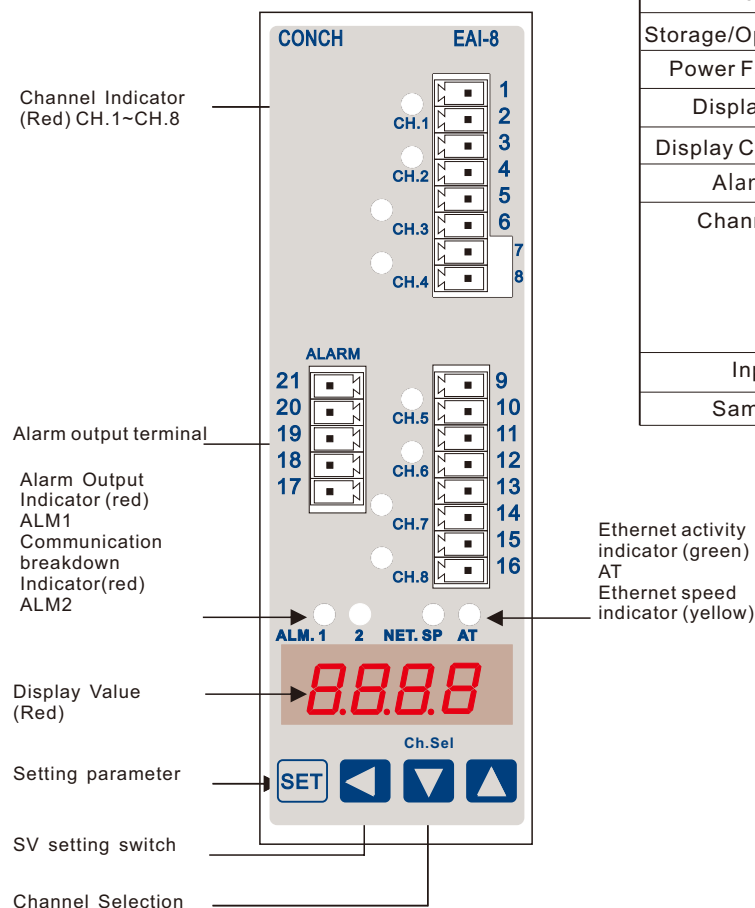 CONCH EAI-8
Channel Indicator
(Red) CH.1~CH.8
1
CH.1 2
3
CH.2 4
5
CH.3 6
7
CH.4 8
ALARM
21
20
19
18
17
9
CH.5 10
11
CH.6 12
13
CH.7 14
15
CH.8 16
Alarm output terminal
Alarm Output
Indicator (red)
ALM1
Communication
breakdown
Indicator(red)
ALM2
Ethernet activity
indicator (green)
AT
Ethernet speed
indicator (yellow)
ALM. 1 2 NET. SP AT
8.8.8.8
Display Value
(Red)
Ch.Sel
Setting parameter
SET
SV setting switch
Channel Selection
Storage/Op
Power F
Displa
Display C
Alar
Chann
Inp
Sam